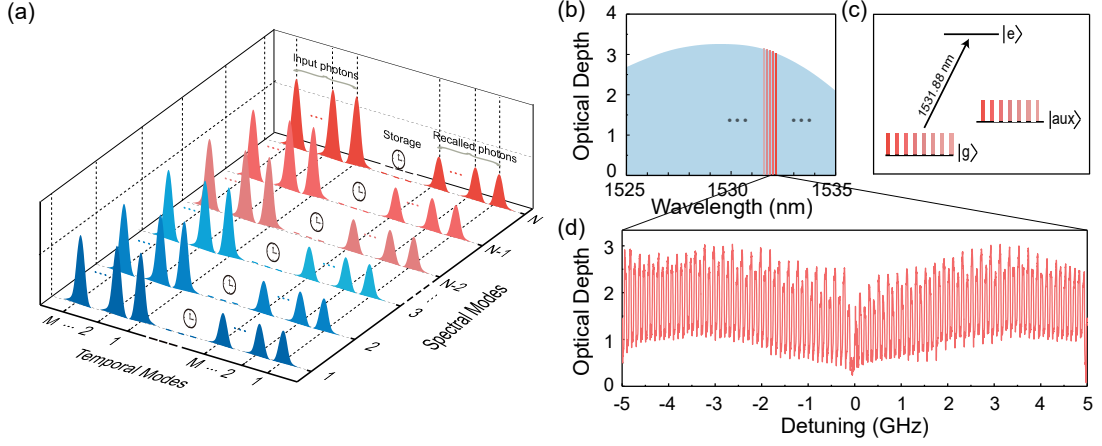 (a)
Input photons
Storage
Recalled photons
N
N-1
N-2
...
3
2
1
Spectral Modes
M ... 2 1 M ... 2 1
Temporal Modes
(b)
Optical Depth
4
3
2
1
0
1525 1530 1535
Wavelength (nm)
(c)
|e⟩
1531.88 nm
|aux⟩
|g⟩
(d)
Optical Depth
3
2
1
0
-5 -4 -3 -2 -1 0 1 2 3 4 5
Detuning (GHz)